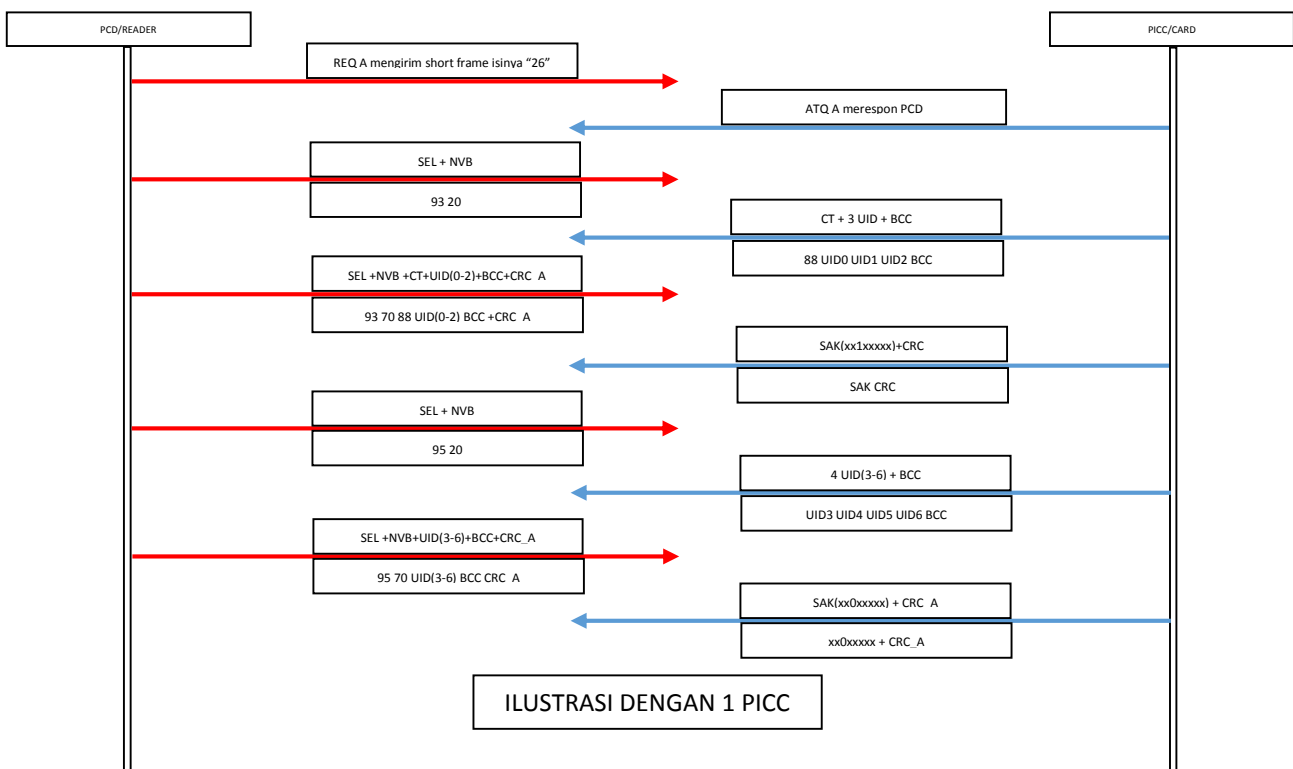 PCD/READER
PICC/CARD
REQ A mengirim short frame isinya “26”
ATQ A merespon PCD
SEL + NVB
93 20
CT + 3 UID + BCC
88 UID0 UID1 UID2 BCC
SEL +NVB +CT+UID(0-2)+BCC+CRC_A
93 70 88 UID(0-2) BCC +CRC_A
SAK(xx1xxxxx)+CRC
SAK CRC
SEL + NVB
95 20
4 UID(3-6) + BCC
UID3 UID4 UID5 UID6 BCC
SEL +NVB+UID(3-6)+BCC+CRC_A
95 70 UID(3-6) BCC CRC_A
SAK(xx0xxxxx) + CRC_A
xx0xxxxx + CRC_A
ILUSTRASI DENGAN 1 PICC